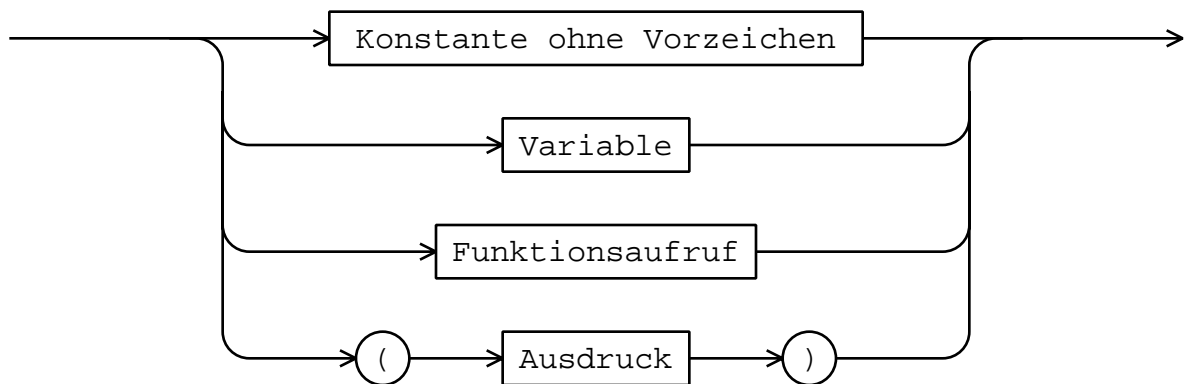 Konstante ohne Vorzeichen
Variable
Funktionsaufruf
( Ausdruck )